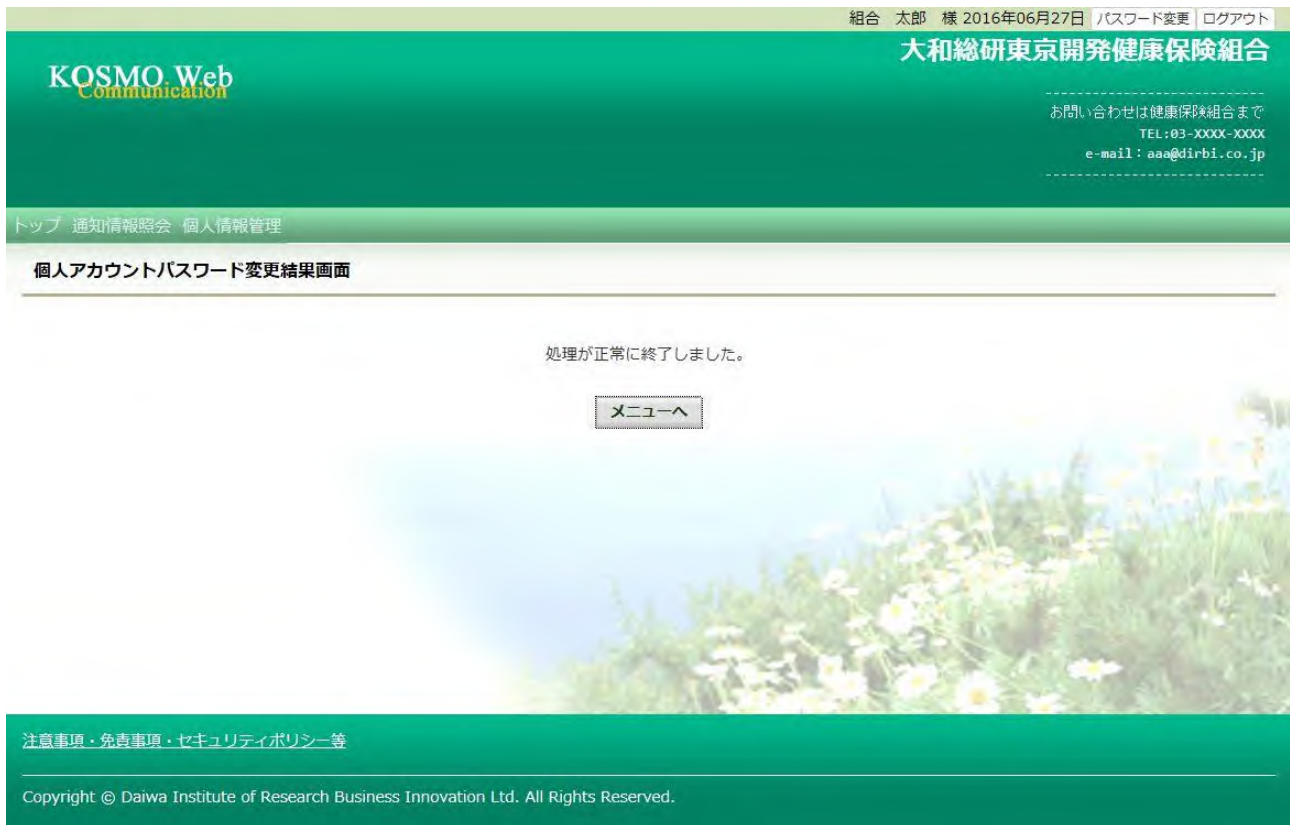 組合 太郎 様 2016年06月27日 パスワード変更 ログアウト
大和総研東京開発健康保険組合
KOSMO Web
Communication
お問い合わせは健康保険組合まで
TEL:03-XXXX-XXXX
e-mail：aaa@dirbi.co.jp
トップ 通知情報照会 個人情報管理
個人アカウントパスワード変更結果画面
処理が正常に終了しました。
メニューへ
注意事項・免責事項・セキュリティポリシー等
Copyright © Daiwa Institute of Research Business Innovation Ltd. All Rights Reserved.